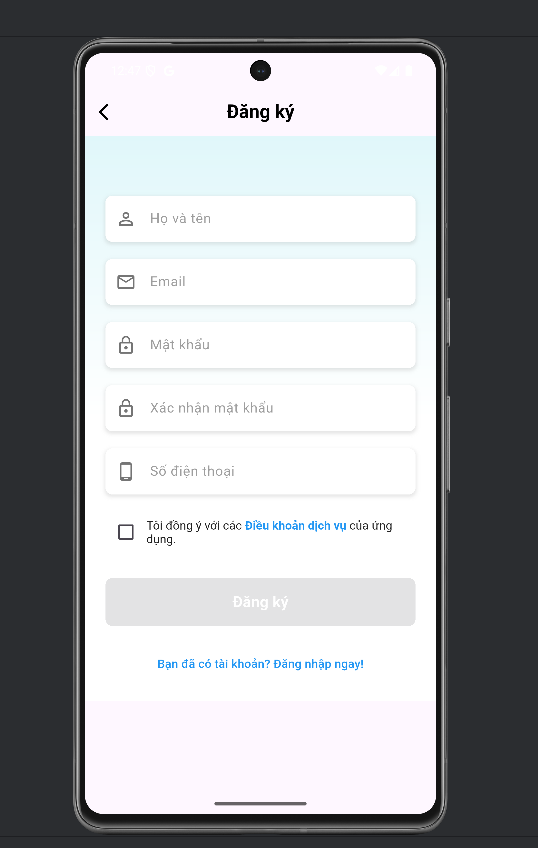 Đăng ký
Họ và tên
Email
Mật khẩu
Xác nhận mật khẩu
Số điện thoại
Tôi đồng ý với các Điều khoản dịch vụ của ứng
dụng.
Đăng ký
Bạn đã có tài khoản? Đăng nhập ngay!